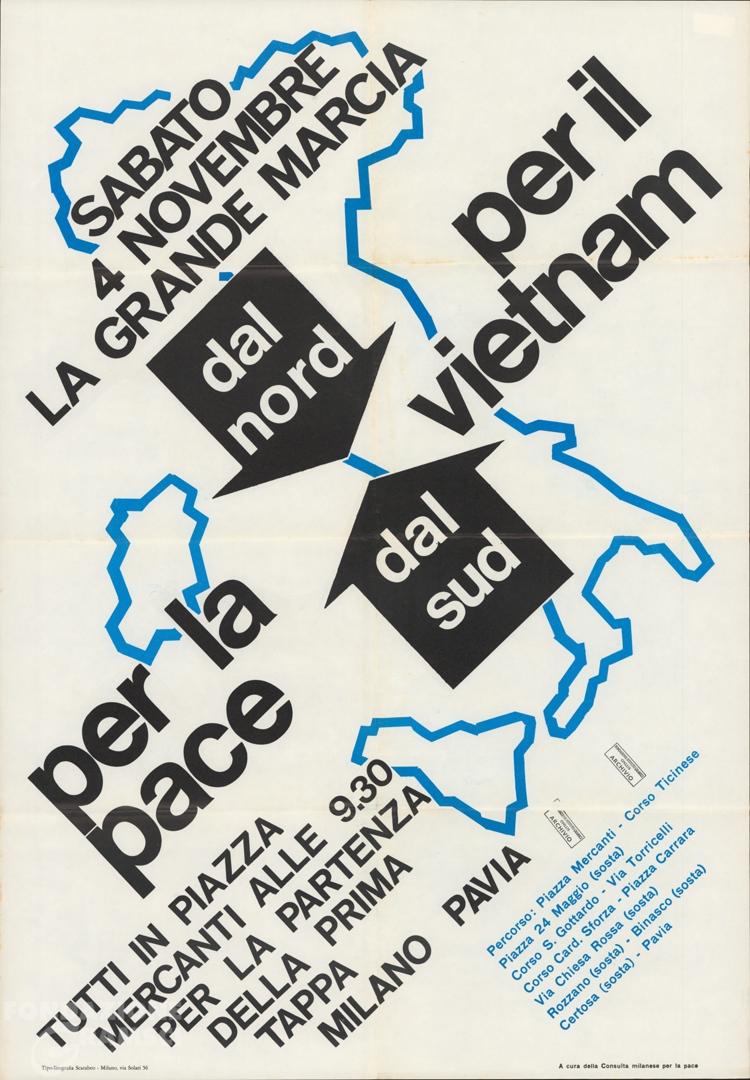 SABATO
4 NOVEMBRE
LA GRANDE MARCIA
per il
vietnam
dal
nord
dal
sud
per la
pace
TUTTI IN PIAZZA
MERCANTI ALLE 9.30
PER LA PARTENZA
DELLA PRIMA
TAPPA
MILANO PAVIA
Percorso: Piazza Mercanti - Corso Ticinese
Piazza 24 Maggio (sosta)
Corso S. Gottardo - Via Torricelli
Corso Card. Sforza - Piazza Carrara
Via Chiesa Rossa (sosta)
Rozzano (sosta) - Binasco (sosta)
Certosa (sosta) - Pavia
ARCHIVIO
ARCHIVIO
Tipo-litografia Scarabeo - Milano, via Solari 56
A cura della Consulta milanese per la pace